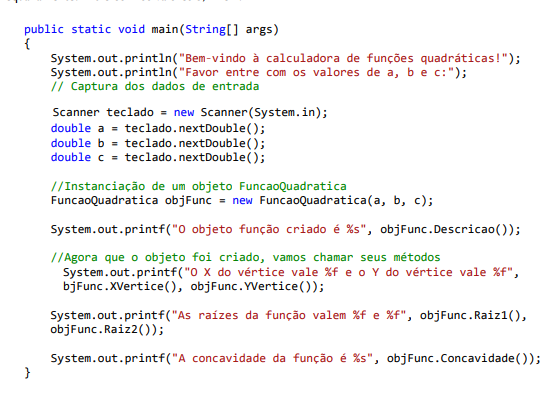 public static void main(String[] args)
{
System.out.println("Bem-vindo à calculadora de funções quadráticas!");
System.out.println("Favor entre com os valores de a, b e c:");
// Captura dos dados de entrada
Scanner teclado = new Scanner(System.in);
double a = teclado.nextDouble();
double b = teclado.nextDouble();
double c = teclado.nextDouble();
//Instanciação de um objeto FuncaoQuadratica
FuncaoQuadratica objFunc = new FuncaoQuadratica(a, b, c);
System.out.printf("O objeto função criado é %s", objFunc.Descricao());
//Agora que o objeto foi criado, vamos chamar seus métodos
System.out.printf("O X do vértice vale %f e o Y do vértice vale %f",
bjFunc.XVertice(), objFunc.YVertice());
System.out.printf("As raízes da função valem %f e %f", objFunc.Raiz1(),
objFunc.Raiz2());
System.out.printf("A concavidade da função é %s", objFunc.Concavidade());
}